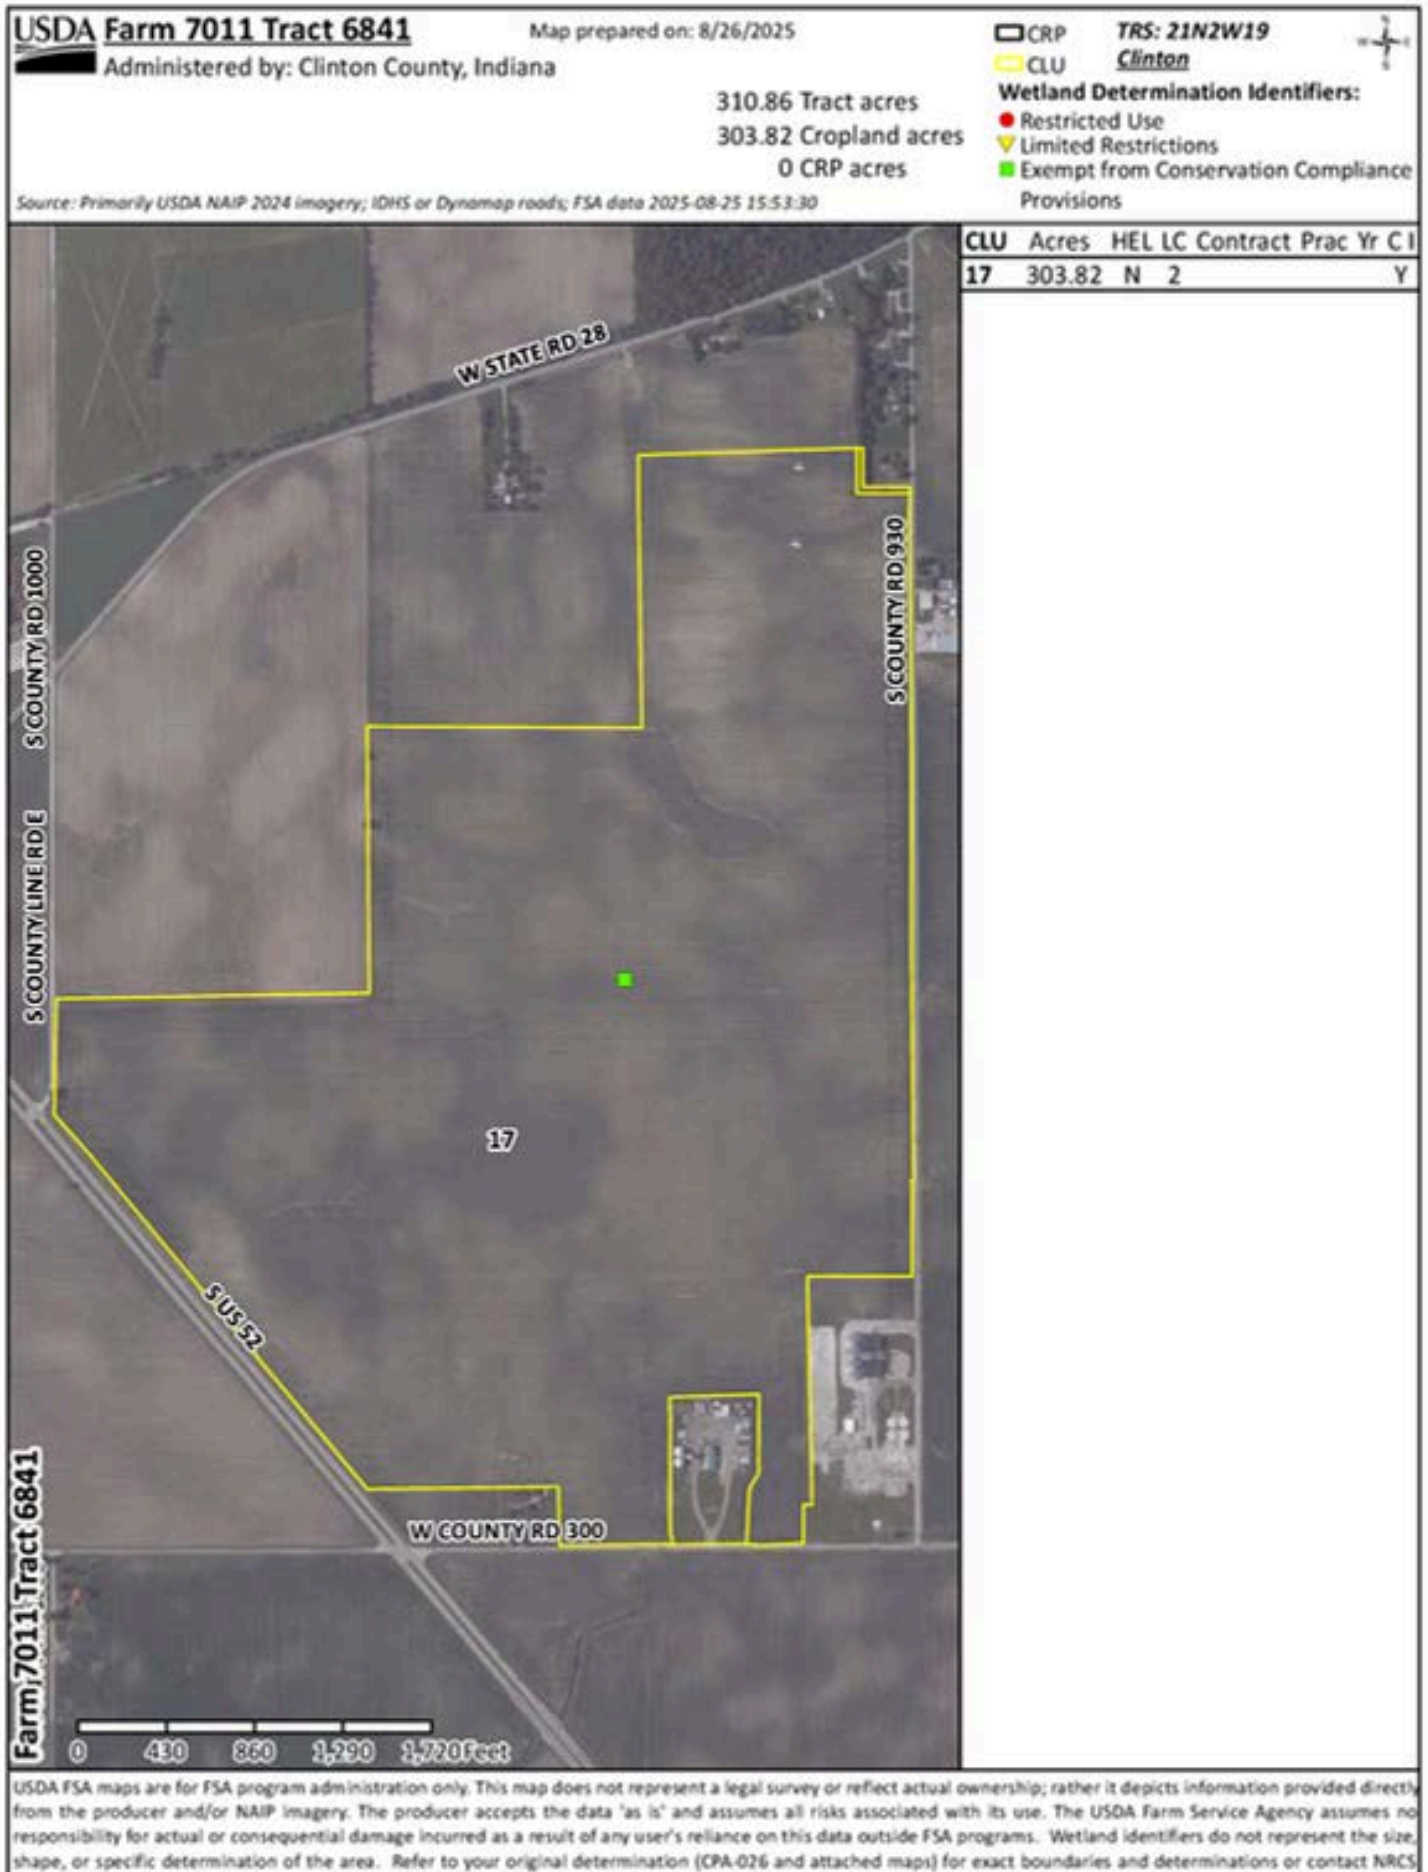 USDA Farm 7011 Tract 6841 Map prepared on: 8/26/2025
Administered by: Clinton County, Indiana
310.86 Tract acres
303.82 Cropland acres
0 CRP acres
Source: Primarily USDA NAIP 2024 imagery; IDHS or Dynamap roads; FSA data 2025-08-25 15:53:30
CRP TRS: 21N2W19
CLU Clinton
N
W E
S
Wetland Determination Identifiers:
Restricted Use
Limited Restrictions
Exempt from Conservation Compliance
Provisions
CLU Acres HEL LC Contract Prac Yr C I
17 303.82 N 2 Y
W STATE RD 28
S COUNTY RD 1000
S COUNTY RD 930
S COUNTY LINE RD E
17
S US 52
W COUNTY RD 300
Farm 7011 Tract 6841
0 430 860 1,290 1,720 Feet
USDA FSA maps are for FSA program administration only. This map does not represent a legal survey or reflect actual ownership; rather it depicts information provided directly
from the producer and/or NAIP imagery. The producer accepts the data 'as is' and assumes all risks associated with its use. The USDA Farm Service Agency assumes no
responsibility for actual or consequential damage incurred as a result of any user's reliance on this data outside FSA programs. Wetland identifiers do not represent the size,
shape, or specific determination of the area. Refer to your original determination (CPA-026 and attached maps) for exact boundaries and determinations or contact NRCS.